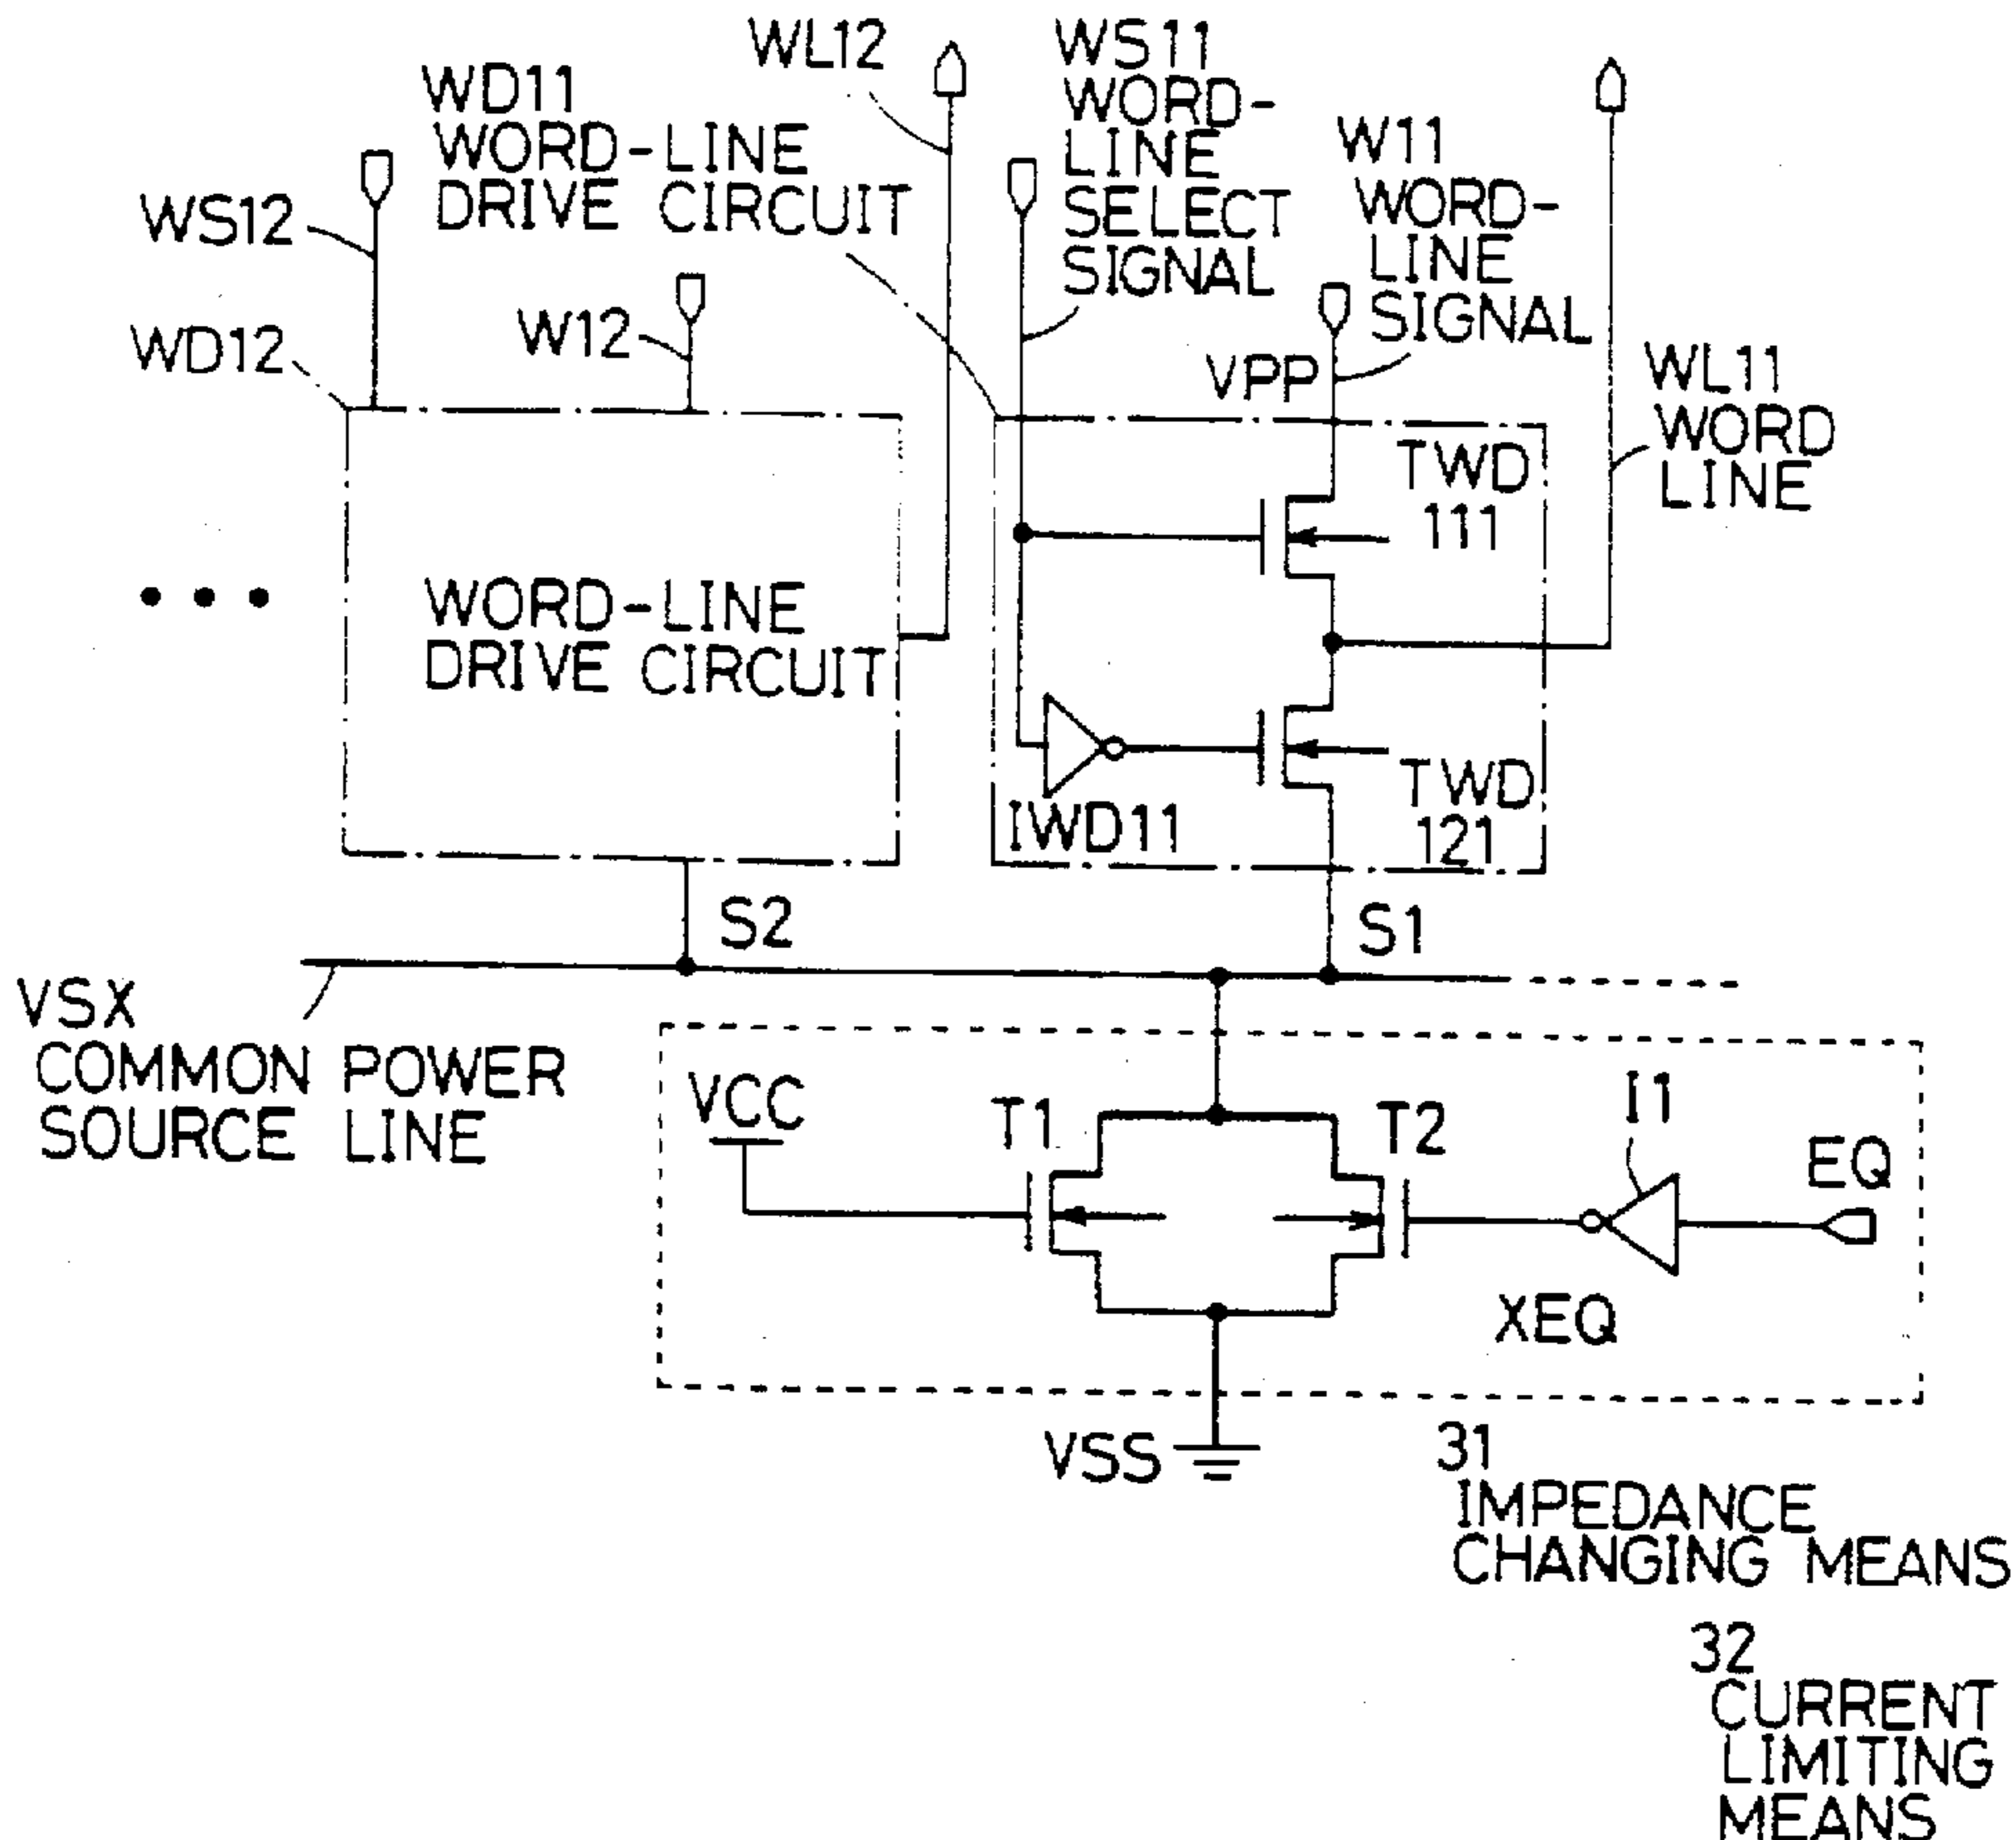 WL12
WS11
WORD-
LINE
SELECT
SIGNAL
WD11
WORD-LINE
DRIVE CIRCUIT
W11
WORD-
LINE
SIGNAL
WS12
W12
WD12
VPP
WL11
WORD
LINE
TWD
111
WORD-LINE
DRIVE CIRCUIT
TWD
121
IWD11
S2
S1
VSX
COMMON POWER
SOURCE LINE
VCC
T1
T2
I1
EQ
XEQ
VSS
31
IMPEDANCE
CHANGING MEANS
32
CURRENT
LIMITING
MEANS